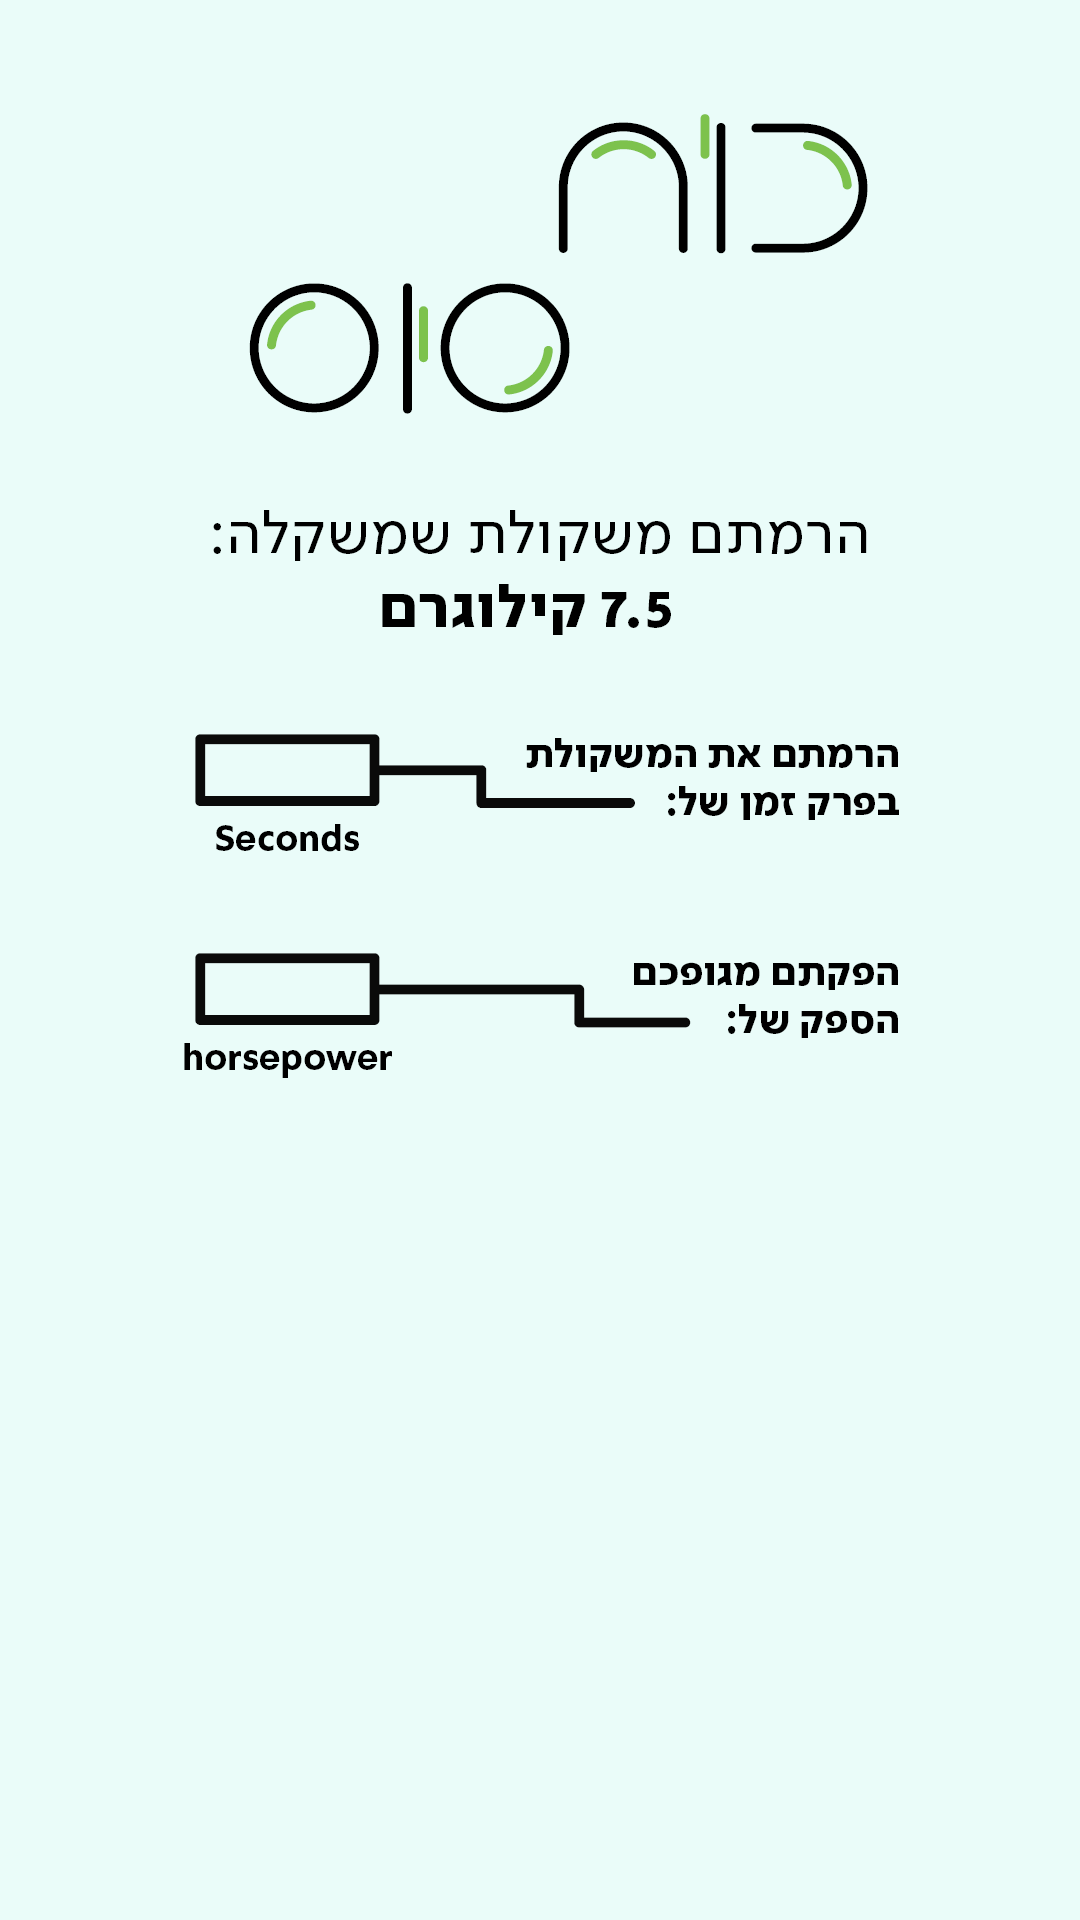 כוח
סוס
הרמתם משקולת שמשקלה:
7.5 קילוגרם
הרמתם את המשקולת
בפרק זמן של:
Seconds
הפקתם מגופכם
הספק של:
horsepower